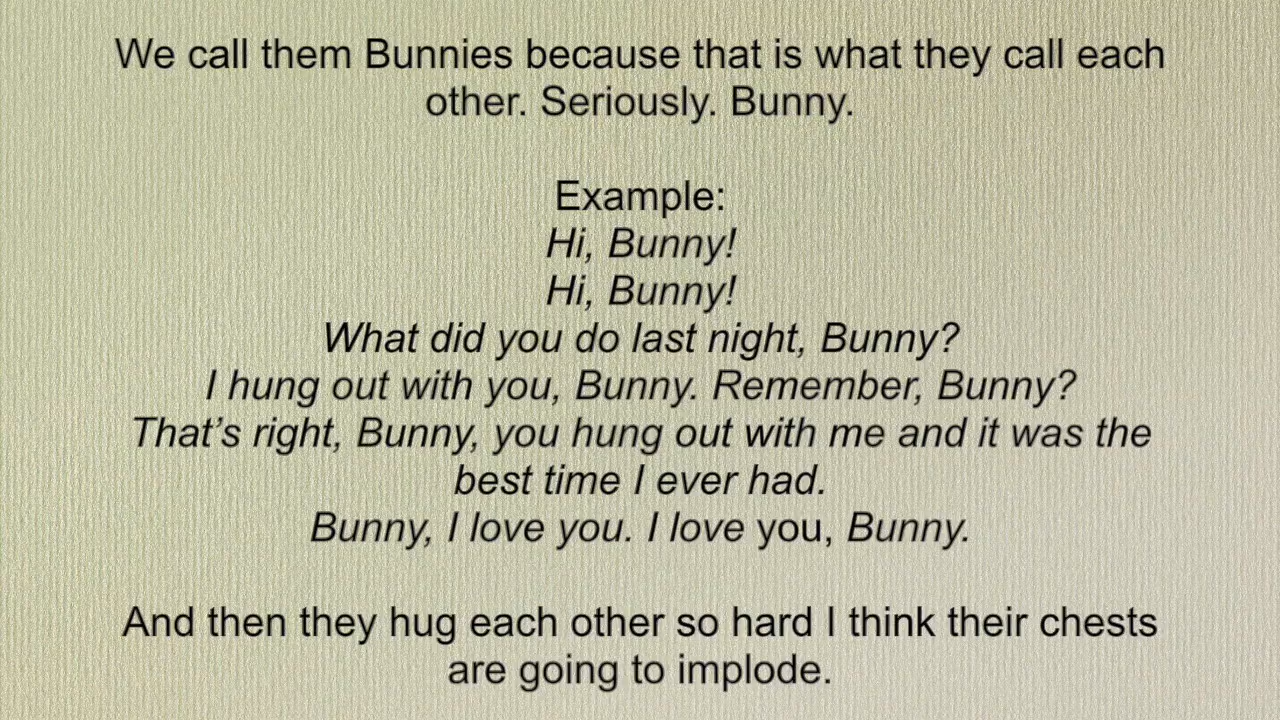 We call them Bunnies because that is what they call each
other. Seriously. Bunny.
Example:
Hi, Bunny!
Hi, Bunny!
What did you do last night, Bunny?
I hung out with you, Bunny. Remember, Bunny?
That’s right, Bunny, you hung out with me and it was the
best time I ever had.
Bunny, I love you. I love you, Bunny.
And then they hug each other so hard I think their chests
are going to implode.